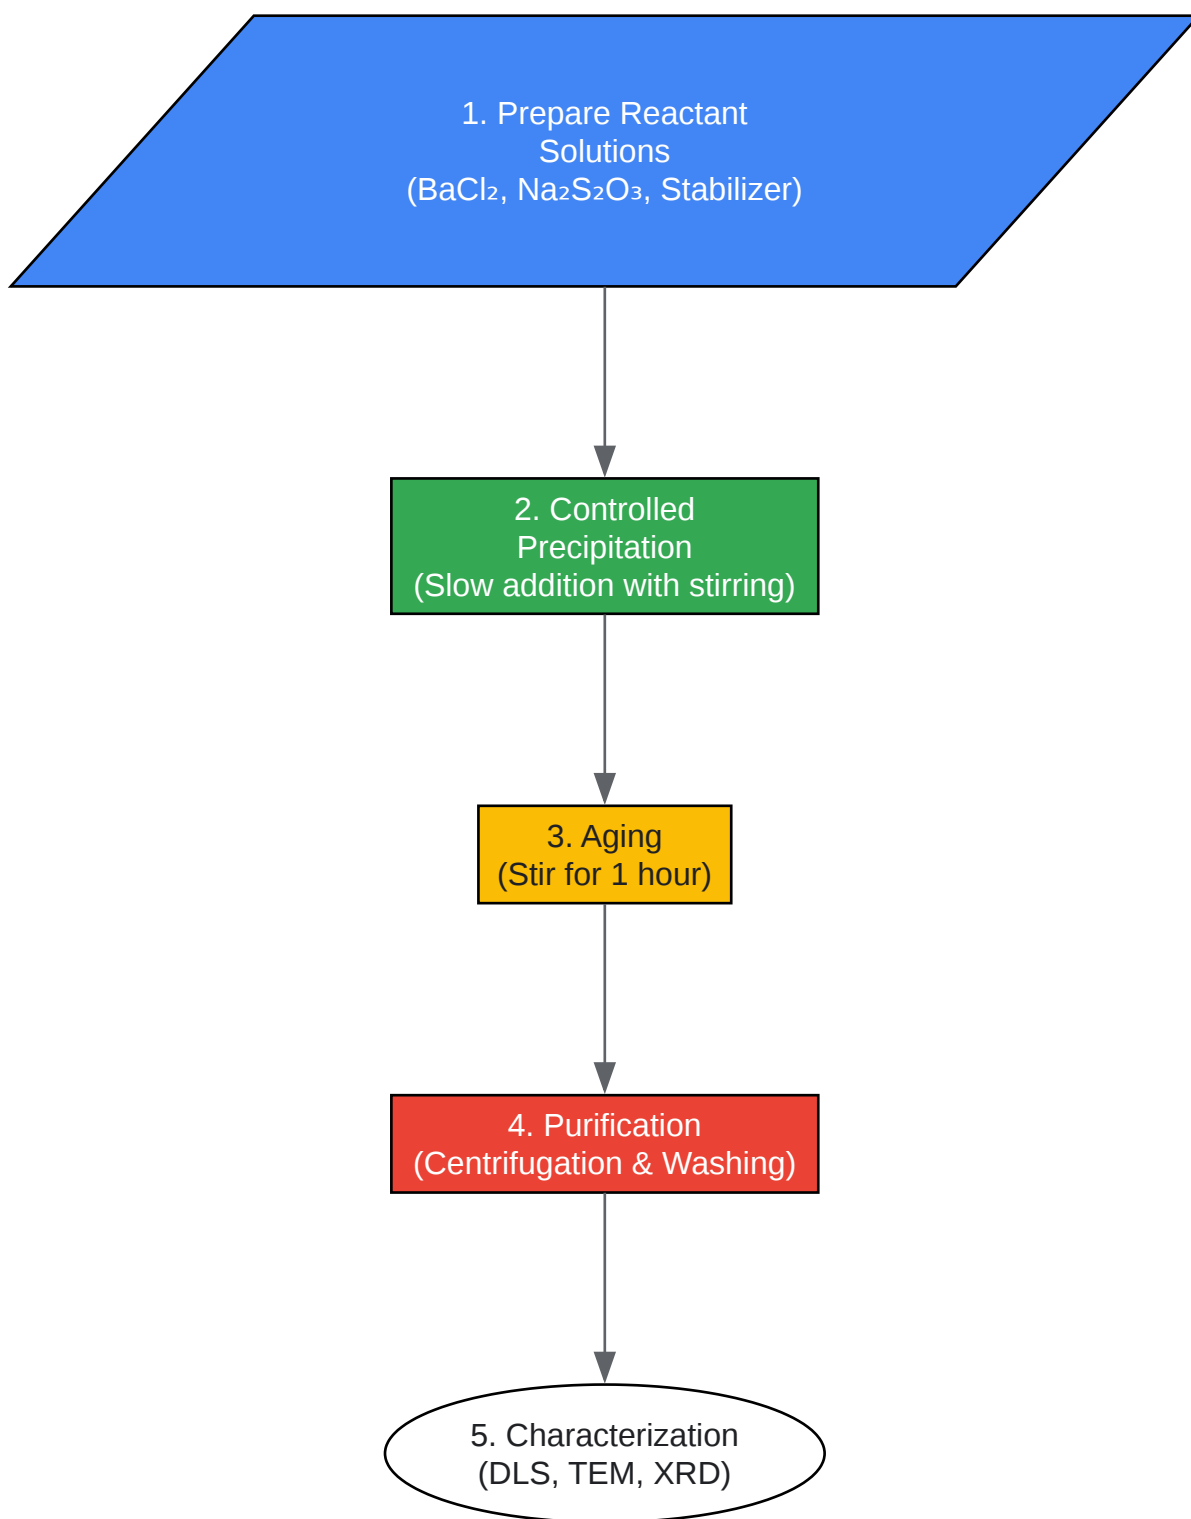 1. Prepare Reactant
Solutions
(BaCl₂, Na₂S₂O₃, Stabilizer)
2. Controlled
Precipitation
(Slow addition with stirring)
3. Aging
(Stir for 1 hour)
4. Purification
(Centrifugation & Washing)
5. Characterization
(DLS, TEM, XRD)